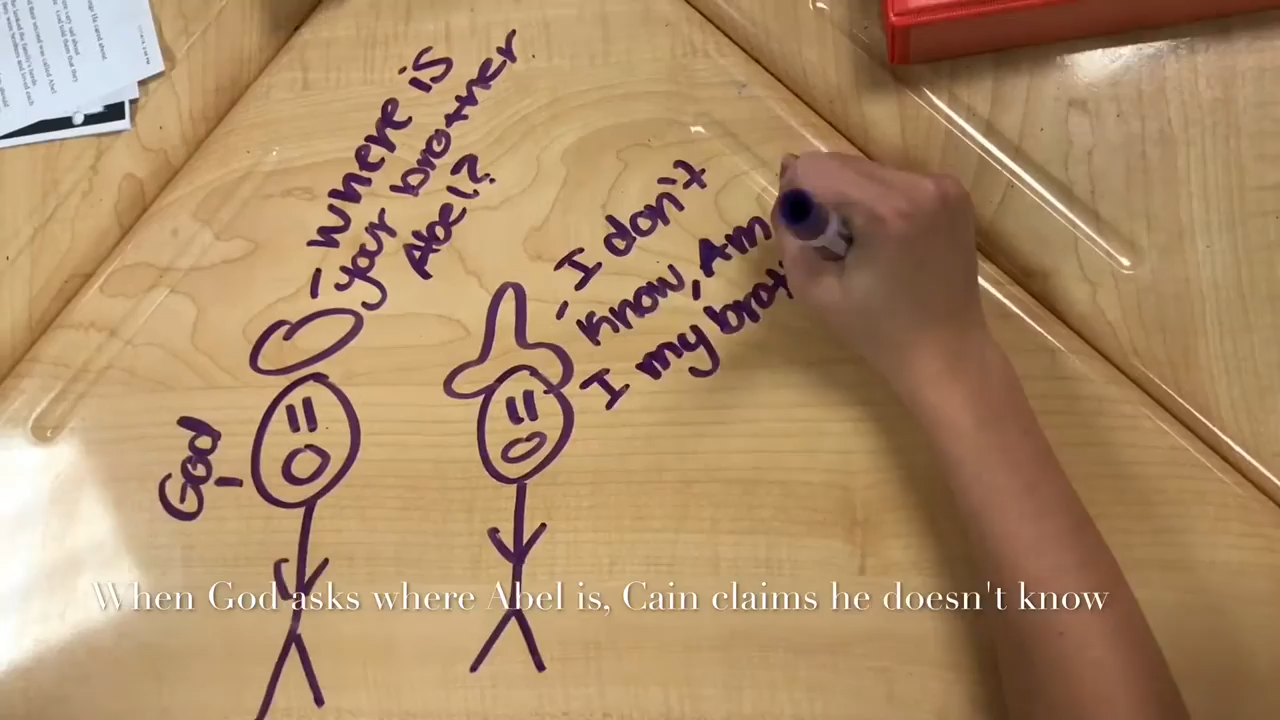 - Where is
your brother
Abel?
- I don't
know, Am
I my brot
God
When God asks where Abel is, Cain claims he doesn't know